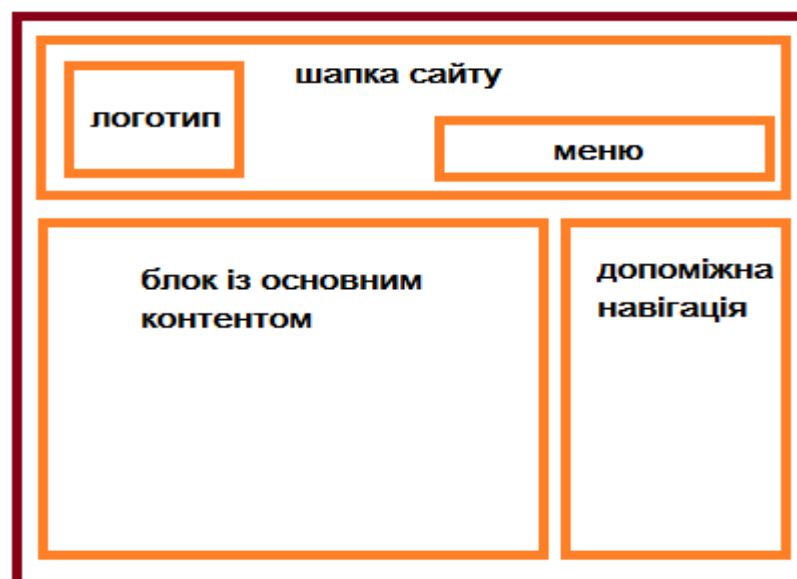 шапка сайту
логотип
меню
блок із основним
контентом
допоміжна
навігація